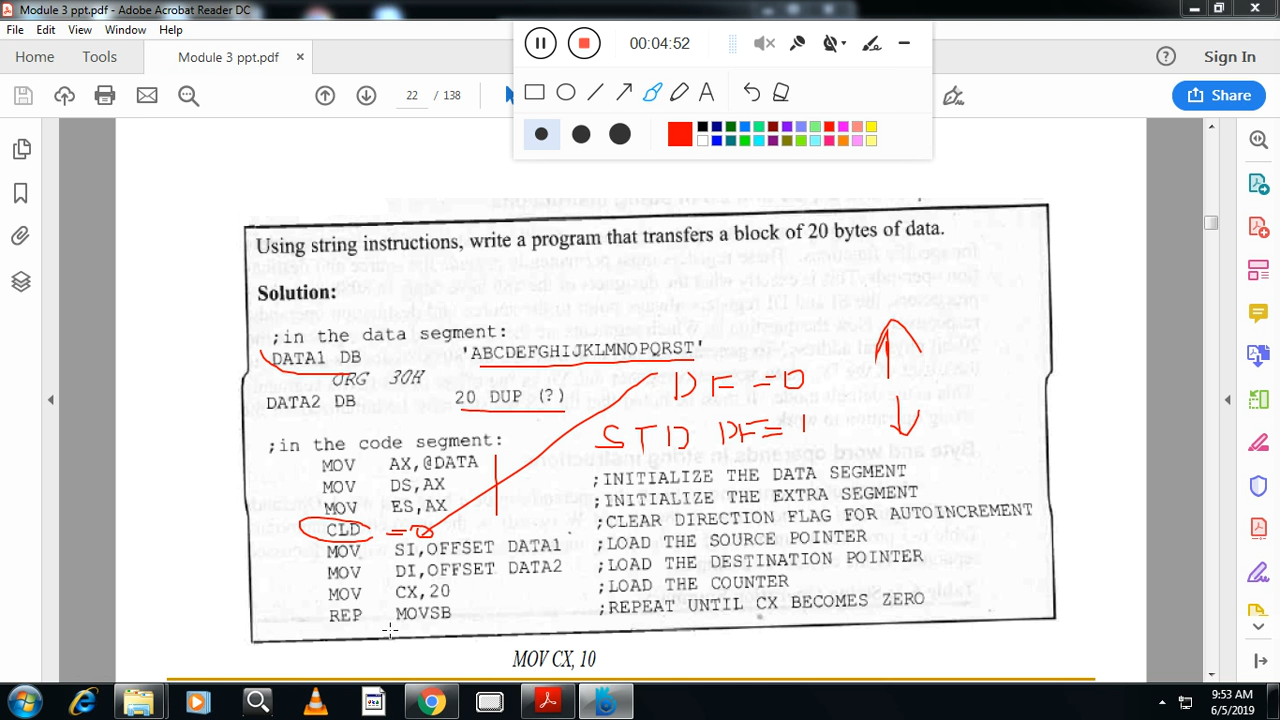 Module 3 ppt.pdf - Adobe Acrobat Reader DC
File Edit View Window Help
00:04:52
Home Tools Module 3 ppt.pdf × Sign In
22 / 138
Share
A
Using string instructions, write a program that transfers a block of 20 bytes of data.
Solution:
;in the data segment:
DATA1 DB 'ABCDEFGHIJKLMNOPQRST'
ORG 30H
DF = 0
DATA2 DB 20 DUP (?)
STD DF = 1
;in the code segment:
MOV AX,@DATA
MOV DS,AX ;INITIALIZE THE DATA SEGMENT
MOV ES,AX ;INITIALIZE THE EXTRA SEGMENT
CLD = 0 ;CLEAR DIRECTION FLAG FOR AUTOINCREMENT
MOV SI,OFFSET DATA1 ;LOAD THE SOURCE POINTER
MOV DI,OFFSET DATA2 ;LOAD THE DESTINATION POINTER
MOV CX,20 ;LOAD THE COUNTER
REP MOVSB ;REPEAT UNTIL CX BECOMES ZERO
MOV CX, 10
9:53 AM
6/5/2019